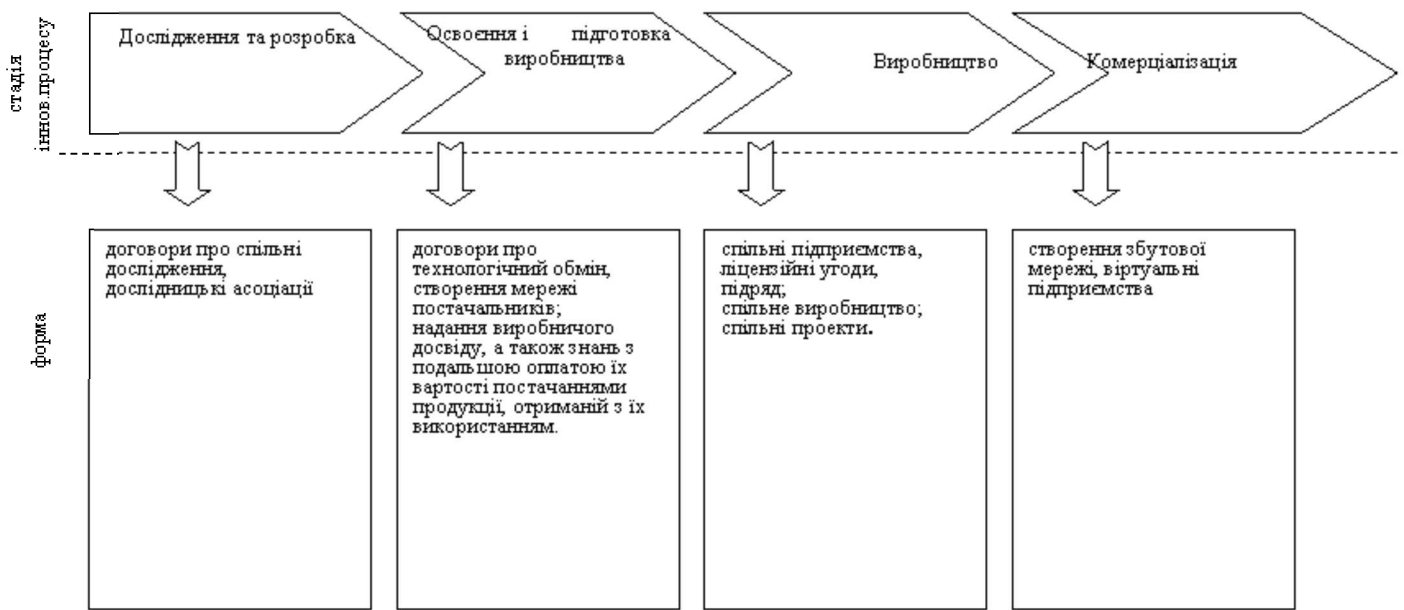 стадія
іннов.процесу
Дослідження та розробка
Освоєння і підготовка
виробництва
Виробництво
Комерціалізація
форма
договори про спільні
дослідження,
дослідницькі асоціації
договори про
технологічний обмін,
створення мережі
постачальників;
надання виробничого
досвіду, а також знань з
подальшою оплатою їх
вартості постачаннями
продукції, отриманій з їх
використанням.
спільні підприємства,
ліцензійні угоди,
підряд;
спільне виробництво;
спільні проекти.
створення збутової
мережі, віртуальні
підприємства